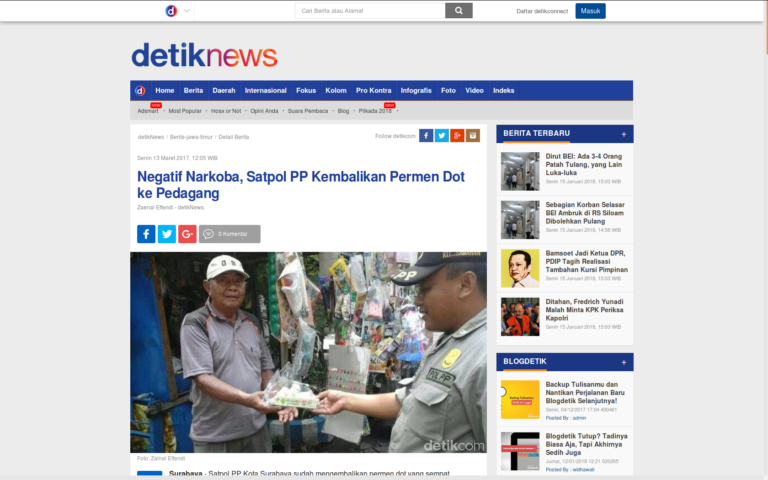 d
Cari Berita atau Alamat
Daftar detikconnect
Masuk
detiknews
d Home Berita Daerah Internasional Fokus Kolom Pro Kontra Infografis Foto Video Indeks
Adsmart • Most Popular • Hoax or Not • Opini Anda • Suara Pembaca • Blog • Pilkada 2018 •
detikNews / Berita-jawa-timur / Detail Berita
Follow detikcom
Senin 13 Maret 2017, 12:05 WIB
Negatif Narkoba, Satpol PP Kembalikan Permen Dot
ke Pedagang
Zaenal Effendi - detikNews
0 Komentar
POL PP
detikcom
Foto: Zainal Effendi
Surabaya - Satpol PP Kota Surabaya sudah mengembalikan permen dot yang sempat
BERITA TERBARU +
Dirut BEI: Ada 3-4 Orang
Patah Tulang, yang Lain
Luka-luka
Senin 15 Januari 2018, 15:03 WIB
Sebagian Korban Selasar
BEI Ambruk di RS Siloam
Dibolehkan Pulang
Senin 15 Januari 2018, 14:58 WIB
Bamsoet Jadi Ketua DPR,
PDIP Tagih Realisasi
Tambahan Kursi Pimpinan
Senin 15 Januari 2018, 15:03 WIB
Ditahan, Fredrich Yunadi
Malah Minta KPK Periksa
Kapolri
Senin 15 Januari 2018, 15:03 WIB
BLOGDETIK +
Backup Tulisanmu dan
Nantikan Perjalanan Baru
Blogdetik Selanjutnya!
Senin, 04/12/2017 17:04
Posted By : admin
Blogdetik Tutup? Tadinya
Biasa Aja, Tapi Akhirnya
Sedih Juga
Jumat, 12/01/2018 12:21
Posted By : widhawati